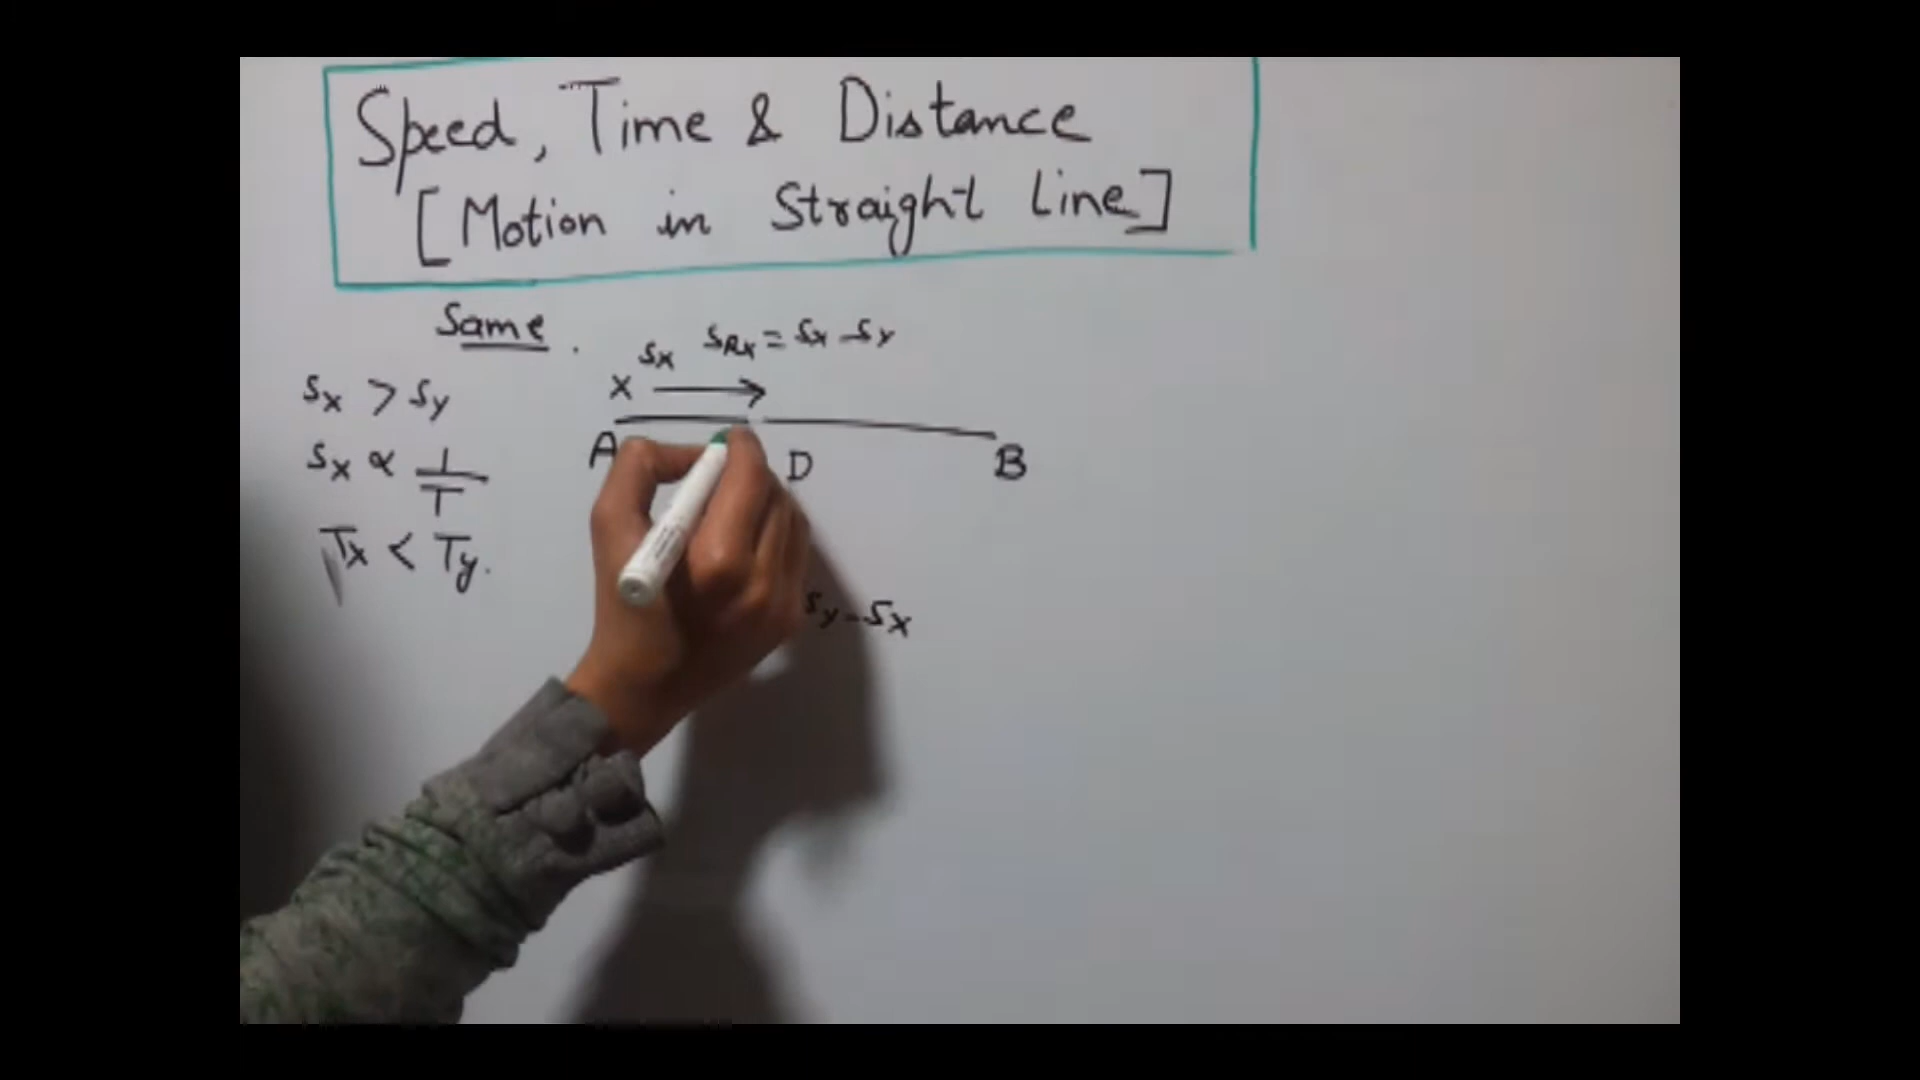 Speed, Time & Distance
[Motion in Straight Line]
Same.
Sx SRx = Sx - Sy
X
Sx > Sy
A D B
Sx ∝ 1/T
Tx < Ty.
Sy - Sx